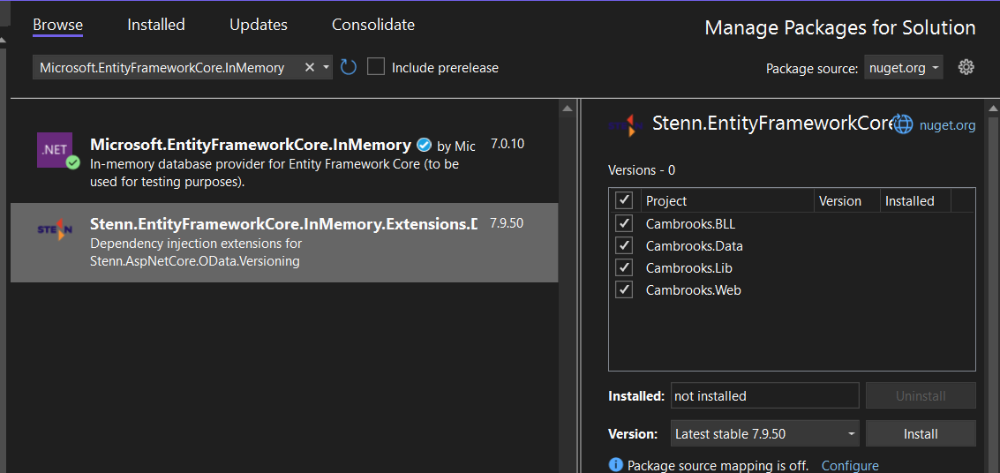 Browse Installed Updates Consolidate
Manage Packages for Solution
Microsoft.EntityFrameworkCore.InMemory
Include prerelease
Package source: nuget.org
.NET
Microsoft.EntityFrameworkCore.InMemory by Mic 7.0.10
In-memory database provider for Entity Framework Core (to be
used for testing purposes).
STENN
Stenn.EntityFrameworkCore.InMemory.Extensions.D 7.9.50
Dependency injection extensions for
Stenn.AspNetCore.OData.Versioning
Stenn.EntityFrameworkCore nuget.org
Versions - 0
Project Version Installed
Cambrooks.BLL
Cambrooks.Data
Cambrooks.Lib
Cambrooks.Web
Installed: not installed Uninstall
Version: Latest stable 7.9.50 Install
Package source mapping is off. Configure